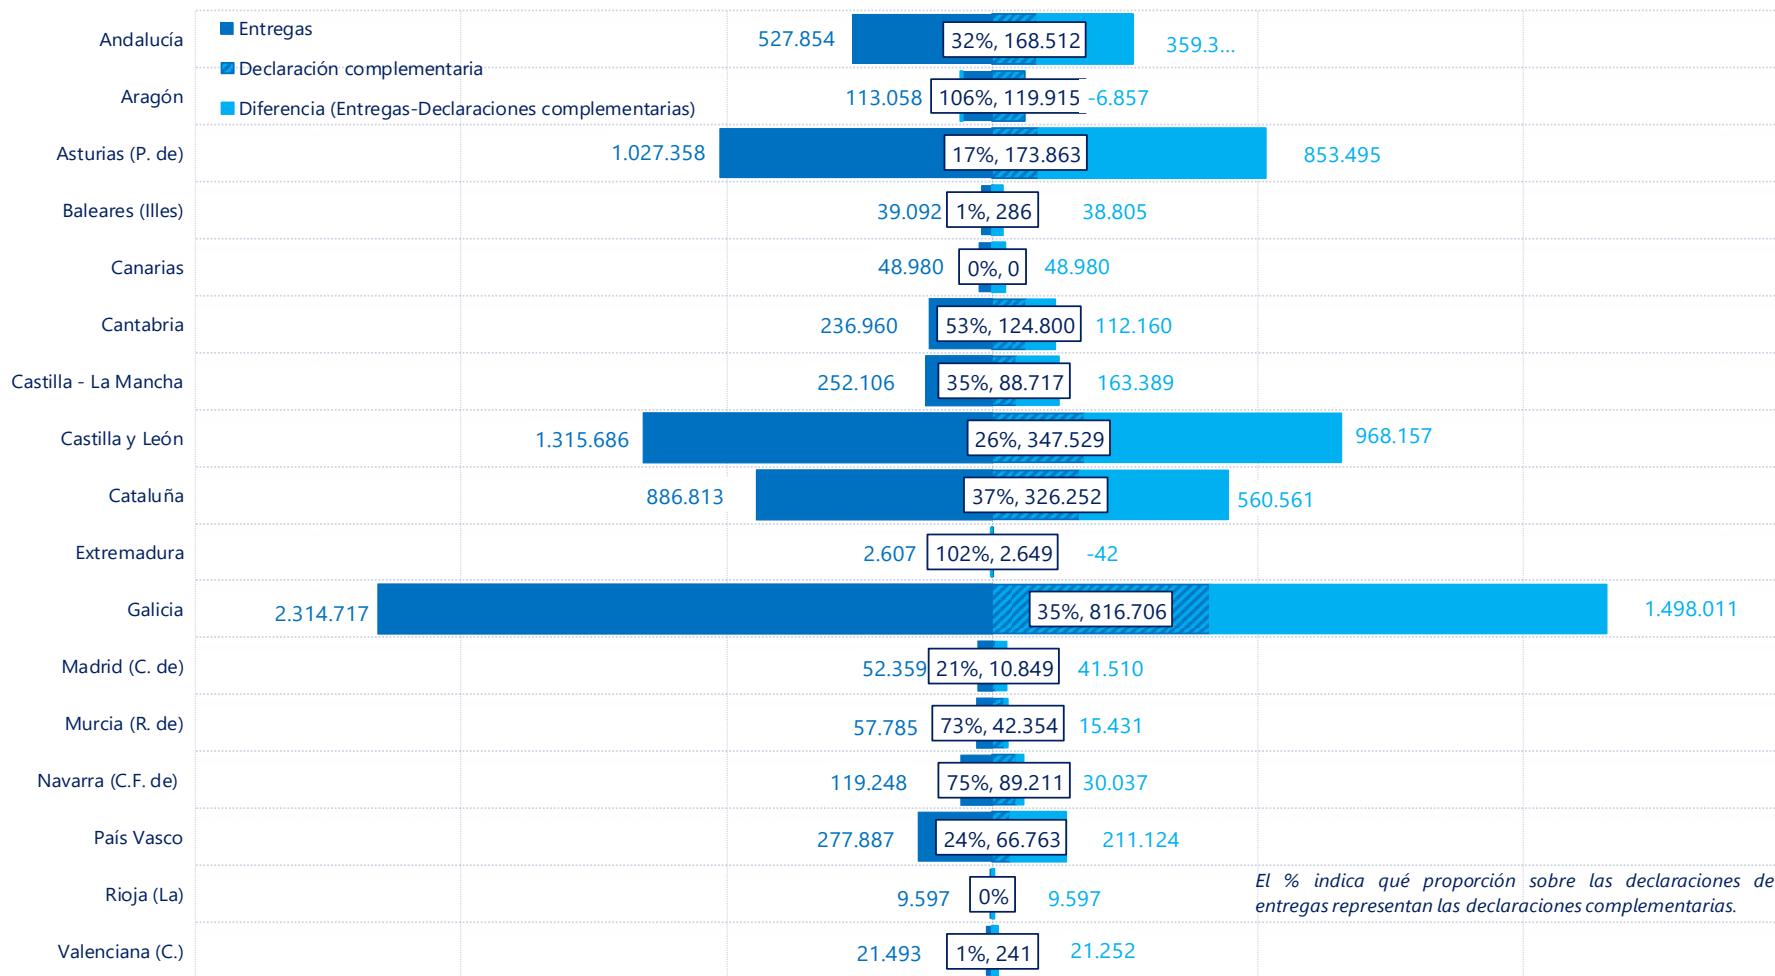 Entregas
Declaración complementaria
Diferencia (Entregas-Declaraciones complementarias)
Andalucía 527.854 32%, 168.512 359.3...
Aragón 113.058 106%, 119.915 -6.857
Asturias (P. de) 1.027.358 17%, 173.863 853.495
Baleares (Illes) 39.092 1%, 286 38.805
Canarias 48.980 0%, 0 48.980
Cantabria 236.960 53%, 124.800 112.160
Castilla - La Mancha 252.106 35%, 88.717 163.389
Castilla y León 1.315.686 26%, 347.529 968.157
Cataluña 886.813 37%, 326.252 560.561
Extremadura 2.607 102%, 2.649 -42
Galicia 2.314.717 35%, 816.706 1.498.011
Madrid (C. de) 52.359 21%, 10.849 41.510
Murcia (R. de) 57.785 73%, 42.354 15.431
Navarra (C.F. de) 119.248 75%, 89.211 30.037
País Vasco 277.887 24%, 66.763 211.124
Rioja (La) 9.597 0% 9.597
Valenciana (C.) 21.493 1%, 241 21.252
El % indica qué proporción sobre las declaraciones de
entregas representan las declaraciones complementarias.